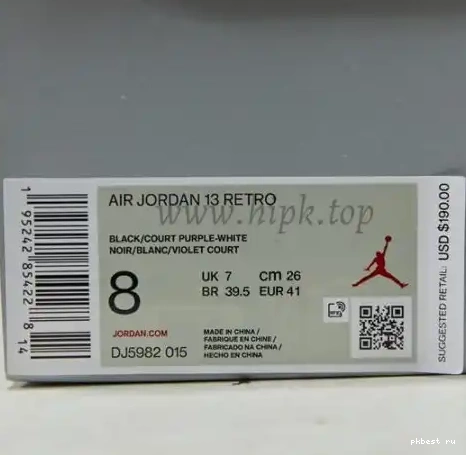 AIR JORDAN 13 RETRO
www.hipk.top
BLACK/COURT PURPLE-WHITE
NOIR/BLANC/VIOLET COURT
8
UK 7 cm 26
BR 39.5 EUR 41
JORDAN.COM
DJ5982 015
MADE IN CHINA /
FABRIQUÉ EN CHINE /
FABRICADO NA CHINA /
HECHO EN CHINA
1 95242 85422 8 14
SUGGESTED RETAIL: USD $190.00
pkbest.ru